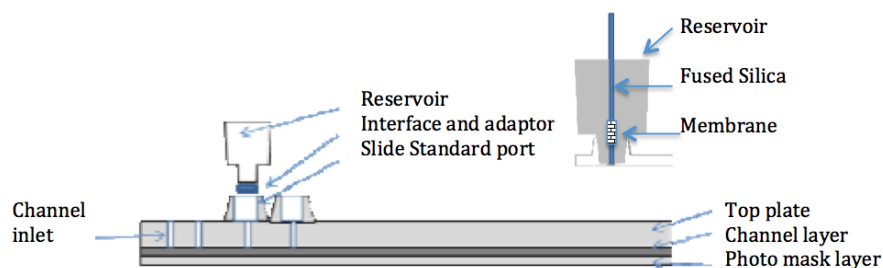 Reservoir
Fused Silica
Membrane
Reservoir
Interface and adaptor
Slide Standard port
Channel
inlet
Top plate
Channel layer
Photo mask layer